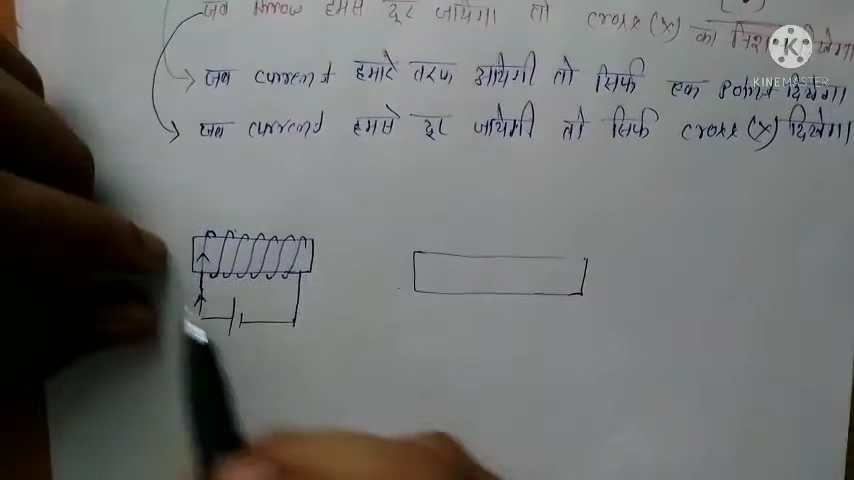 जब Arrow हमसे दूर जायेगा तो cross (x) का निशान दिखेगा
जब current हमारे तरफ आयेगी तो सिर्फ एक point दिखेगा
जब current हमसे दूर जायेगी तो सिर्फ cross (x) दिखेगा
KINEMASTER